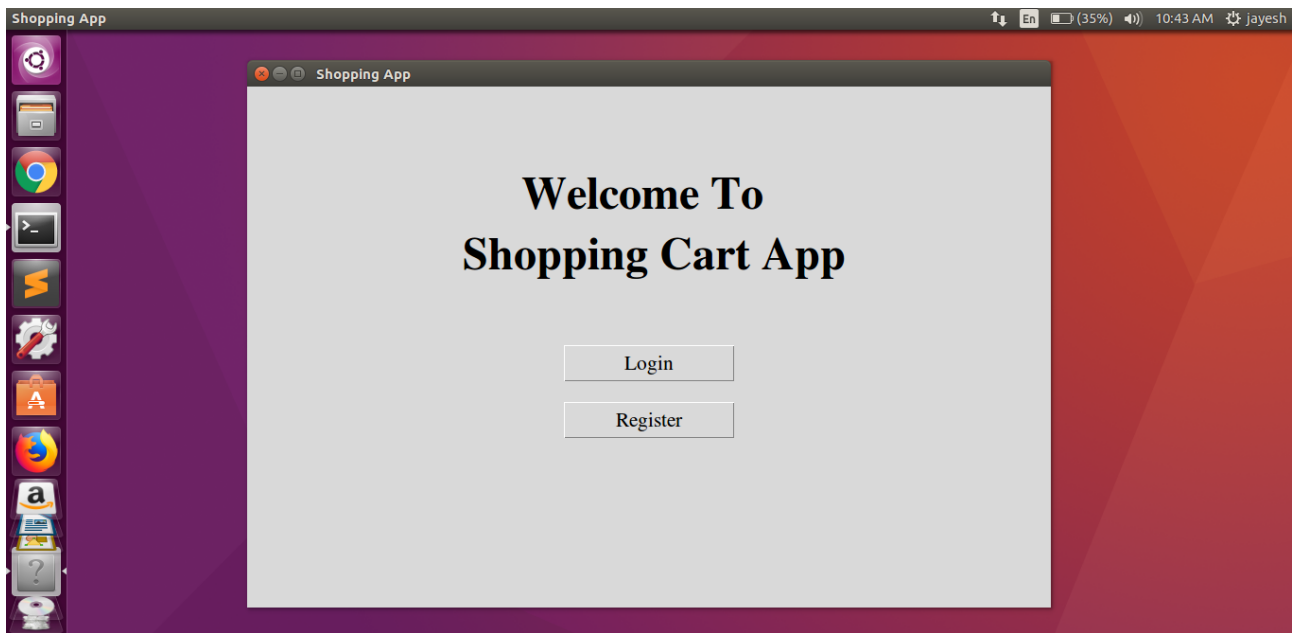 Shopping App
En (35%) 10:43 AM jayesh
Shopping App
Welcome To
Shopping Cart App
Login
Register
>_
A
a
?